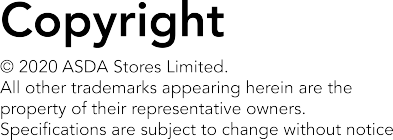 Copyright
© 2020 ASDA Stores Limited.
All other trademarks appearing herein are the
property of their representative owners.
Specifications are subject to change without notice